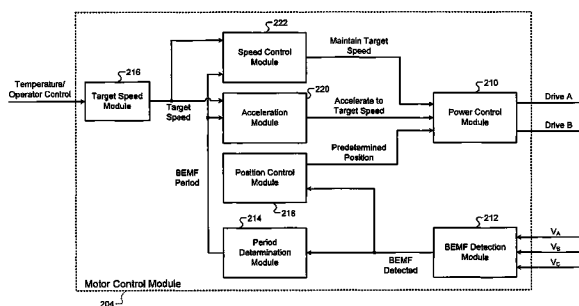 222
Speed Control
Module
Maintain Target
Speed
216
Temperature/
Operator Control
Target Speed
Module
Target
Speed
220
Acceleration Module
Accelerate to
Target Speed
210
Power Control
Module
Drive A
Drive B
Predetermined
Position
BEMF
Period
Position Control
Module
218
214
Period
Determination
Module
BEMF
Detected
212
BEMF Detection
Module
VA
VB
VC
Motor Control Module
204